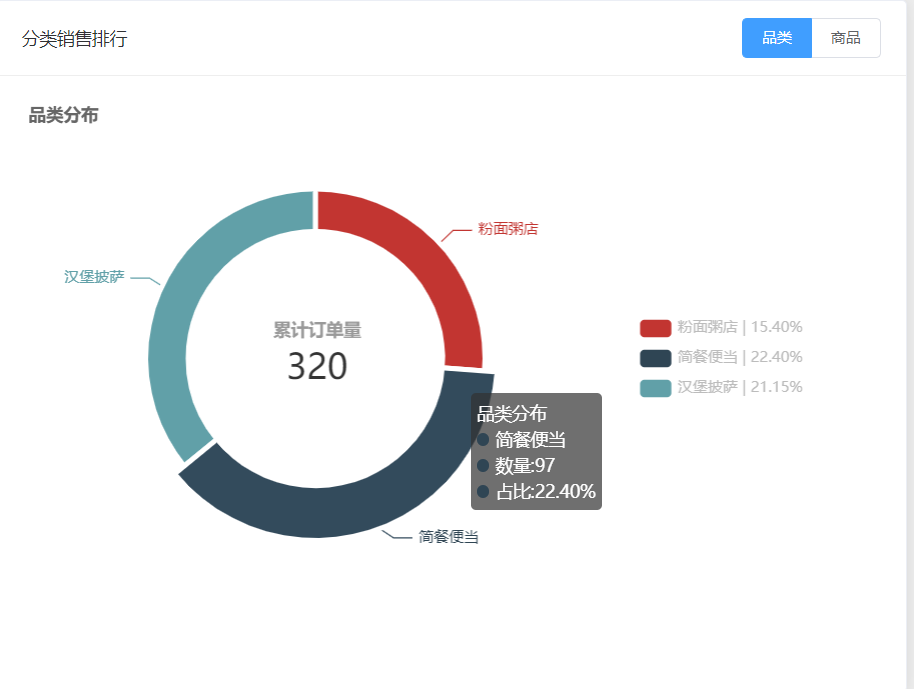 分类销售排行
品类
商品
品类分布
粉面粥店
汉堡披萨
累计订单量
320
粉面粥店 | 15.40%
简餐便当 | 22.40%
汉堡披萨 | 21.15%
品类分布
简餐便当
数量:97
占比:22.40%
简餐便当